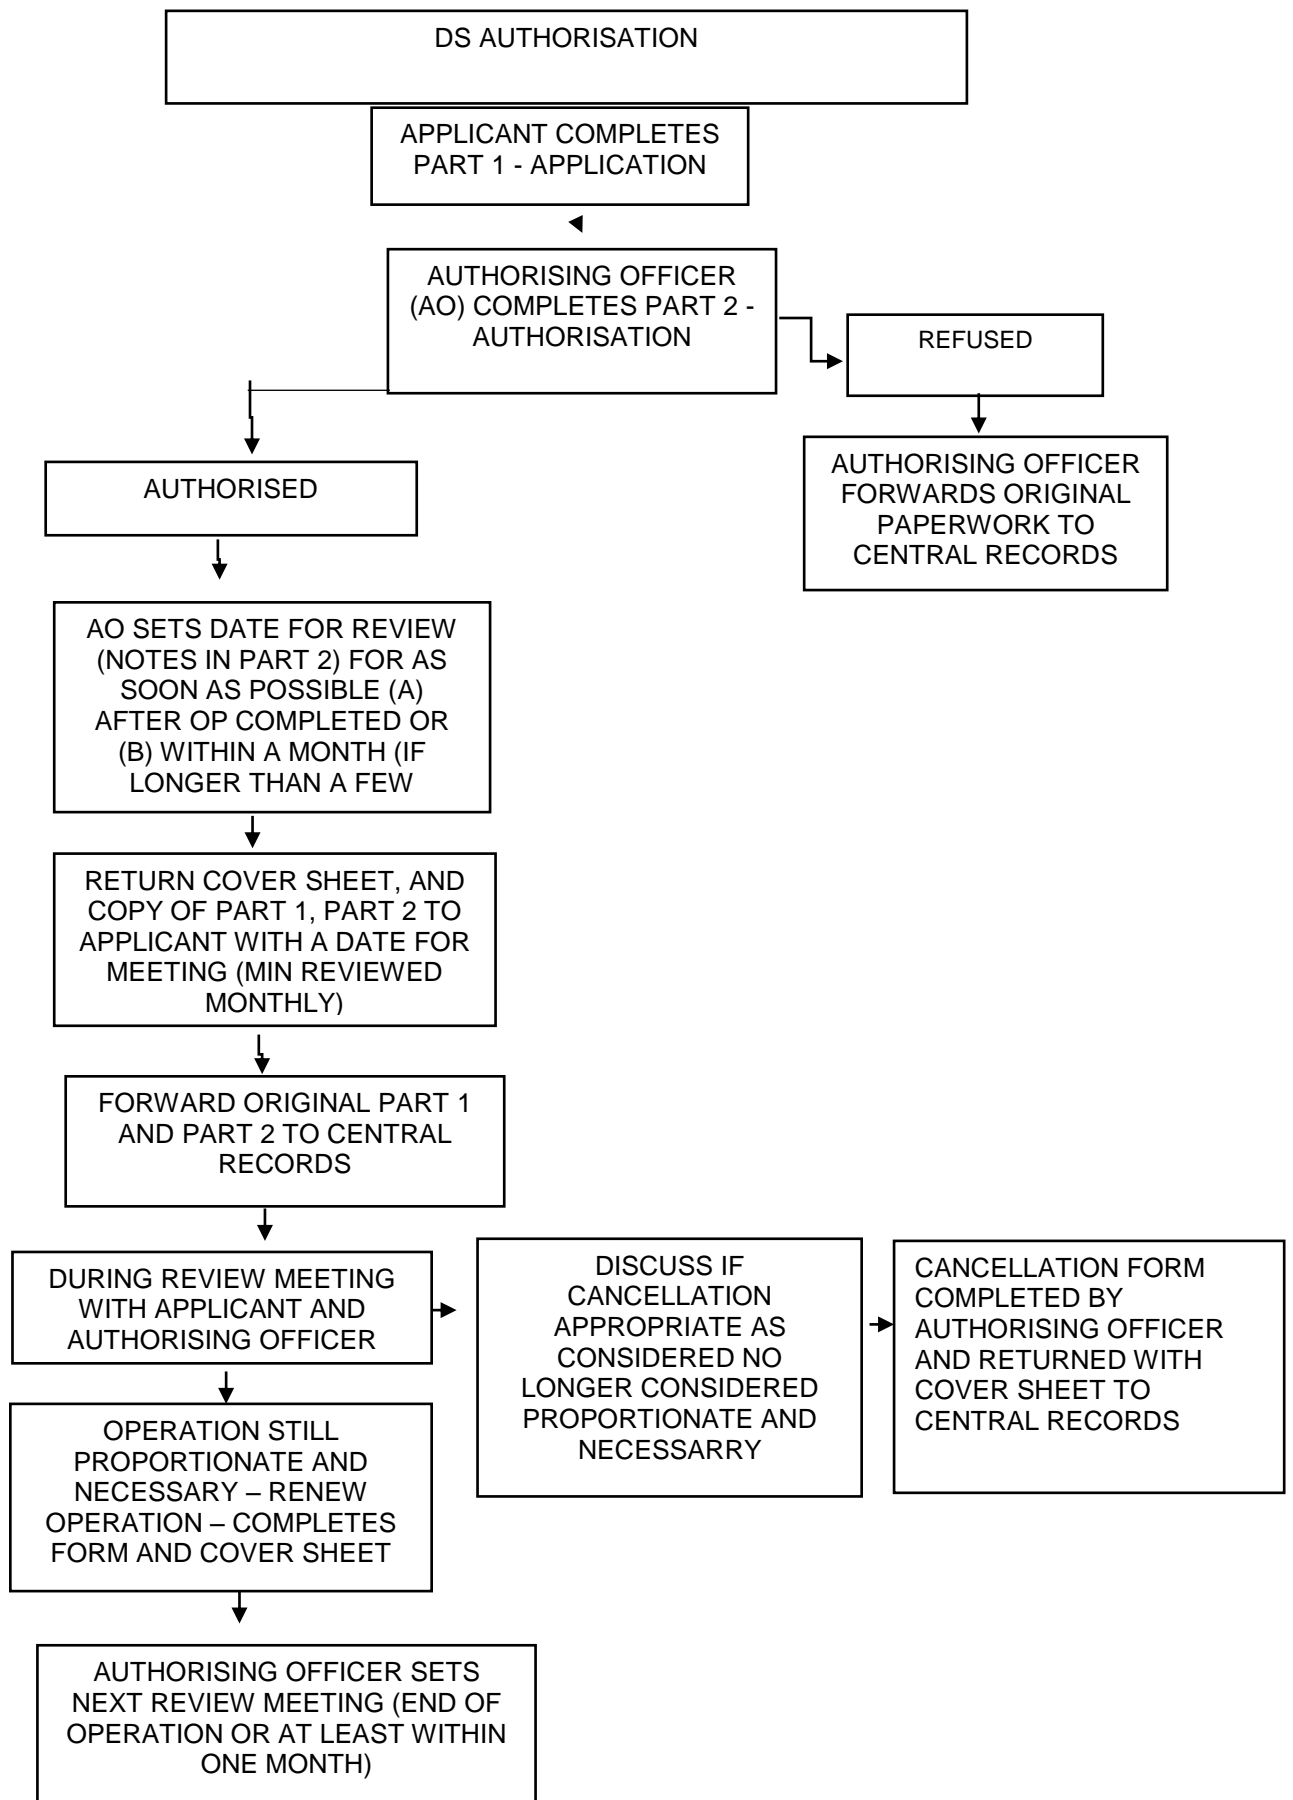 DS AUTHORISATION
APPLICANT COMPLETES
PART 1 - APPLICATION
AUTHORISING OFFICER
(AO) COMPLETES PART 2 -
AUTHORISATION
REFUSED
AUTHORISING OFFICER
FORWARDS ORIGINAL
PAPERWORK TO
CENTRAL RECORDS
AUTHORISED
AO SETS DATE FOR REVIEW
(NOTES IN PART 2) FOR AS
SOON AS POSSIBLE (A)
AFTER OP COMPLETED OR
(B) WITHIN A MONTH (IF
LONGER THAN A FEW
RETURN COVER SHEET, AND
COPY OF PART 1, PART 2 TO
APPLICANT WITH A DATE FOR
MEETING (MIN REVIEWED
MONTHLY)
FORWARD ORIGINAL PART 1
AND PART 2 TO CENTRAL
RECORDS
DURING REVIEW MEETING
WITH APPLICANT AND
AUTHORISING OFFICER
DISCUSS IF
CANCELLATION
APPROPRIATE AS
CONSIDERED NO
LONGER CONSIDERED
PROPORTIONATE AND
NECESSARRY
CANCELLATION FORM
COMPLETED BY
AUTHORISING OFFICER
AND RETURNED WITH
COVER SHEET TO
CENTRAL RECORDS
OPERATION STILL
PROPORTIONATE AND
NECESSARY – RENEW
OPERATION – COMPLETES
FORM AND COVER SHEET
AUTHORISING OFFICER SETS
NEXT REVIEW MEETING (END OF
OPERATION OR AT LEAST WITHIN
ONE MONTH)